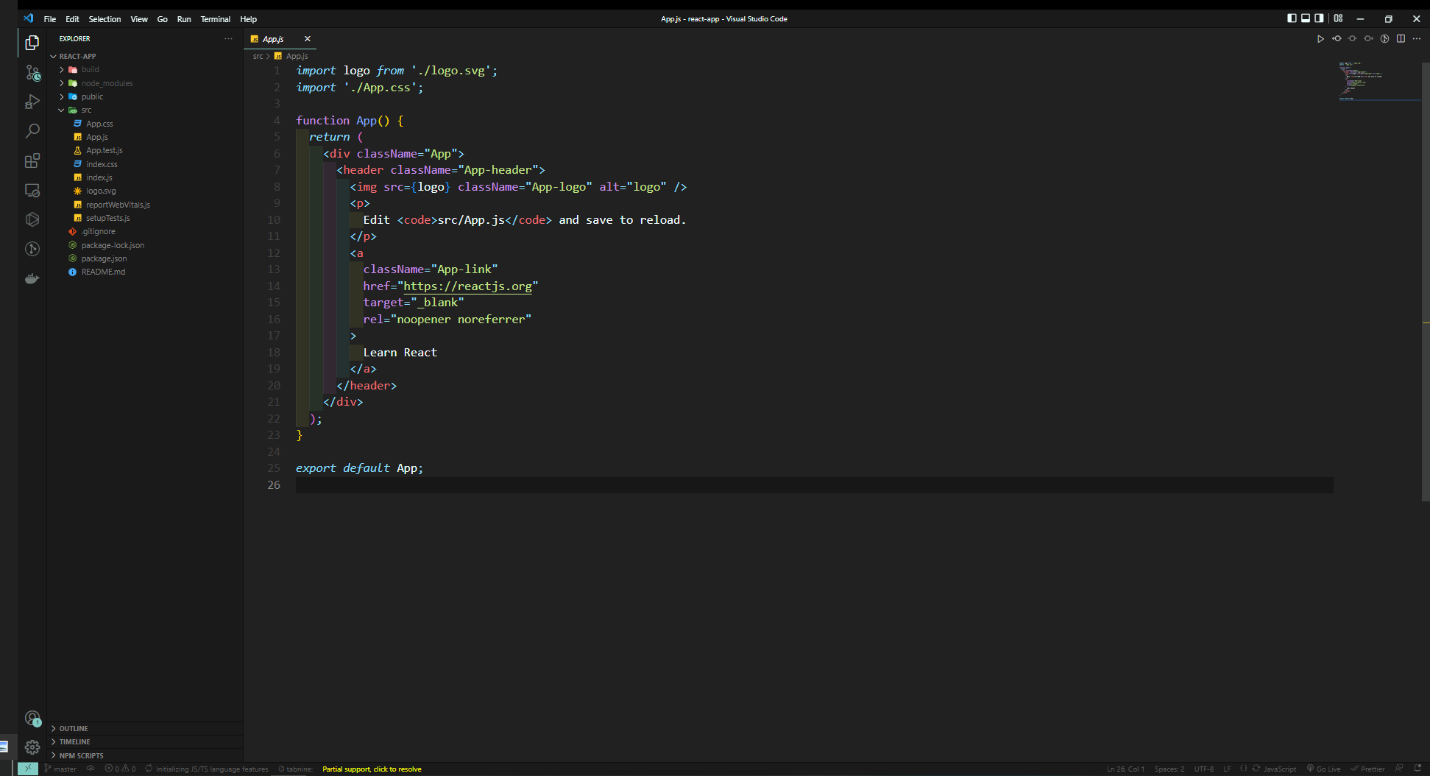 File Edit Selection View Go Run Terminal Help
App.js - react-app - Visual Studio Code
EXPLORER
REACT-APP
build
node_modules
public
src
App.css
App.js
App.test.js
index.css
index.js
logo.svg
reportWebVitals.js
setupTests.js
.gitignore
package-lock.json
package.json
README.md
OUTLINE
TIMELINE
NPM SCRIPTS
App.js
src > App.js
1 import logo from './logo.svg';
2 import './App.css';
3
4 function App() {
5 return (
6 <div className="App">
7 <header className="App-header">
8 <img src={logo} className="App-logo" alt="logo" />
9 <p>
10 Edit <code>src/App.js</code> and save to reload.
11 </p>
12 <a
13 className="App-link"
14 href="https://reactjs.org"
15 target="_blank"
16 rel="noopener noreferrer"
17 >
18 Learn React
19 </a>
20 </header>
21 </div>
22 );
23 }
24
25 export default App;
26
master 0 0 Initializing JS/TS language features tabnine: Partial support, click to resolve Ln 26, Col 1 Spaces: 2 UTF-8 LF {} JavaScript Go Live Prettier